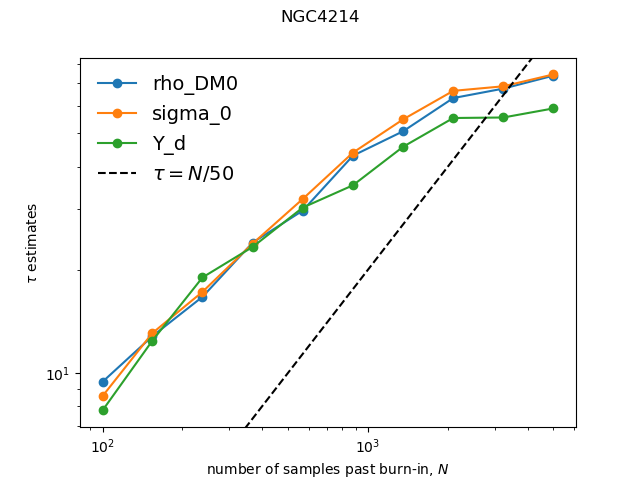 NGC4214
rho_DM0
sigma_0
Y_d
τ = N/50
τ estimates
10¹
10² 10³
number of samples past burn-in, N